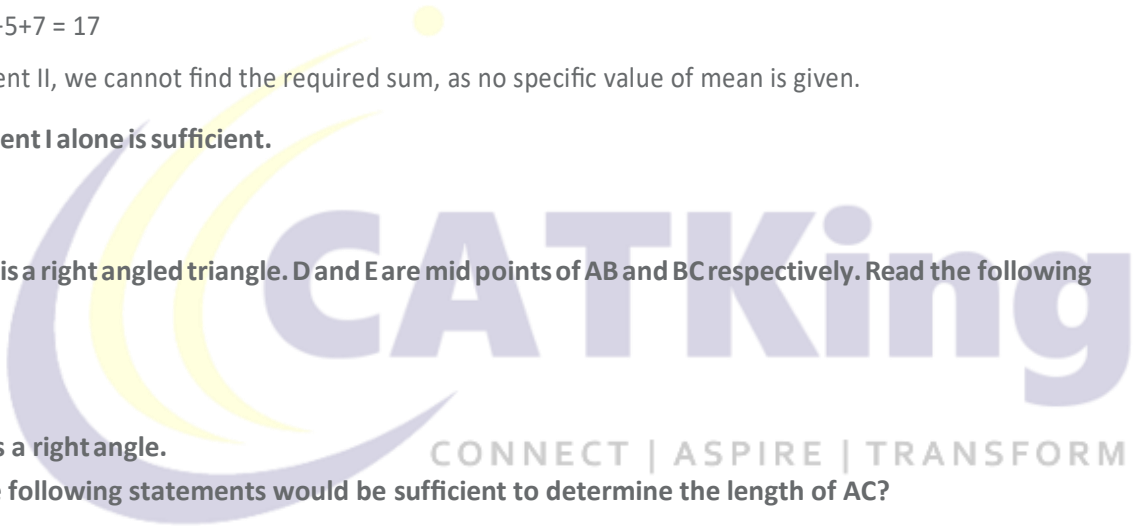 -5+7 = 17
ent II, we cannot find the required sum, as no specific value of mean is given.
ent I alone is sufficient.
CATKing
is a right angled triangle. D and E are mid points of AB and BC respectively. Read the following
s a right angle.
CONNECT | ASPIRE | TRANSFORM
e following statements would be sufficient to determine the length of AC?